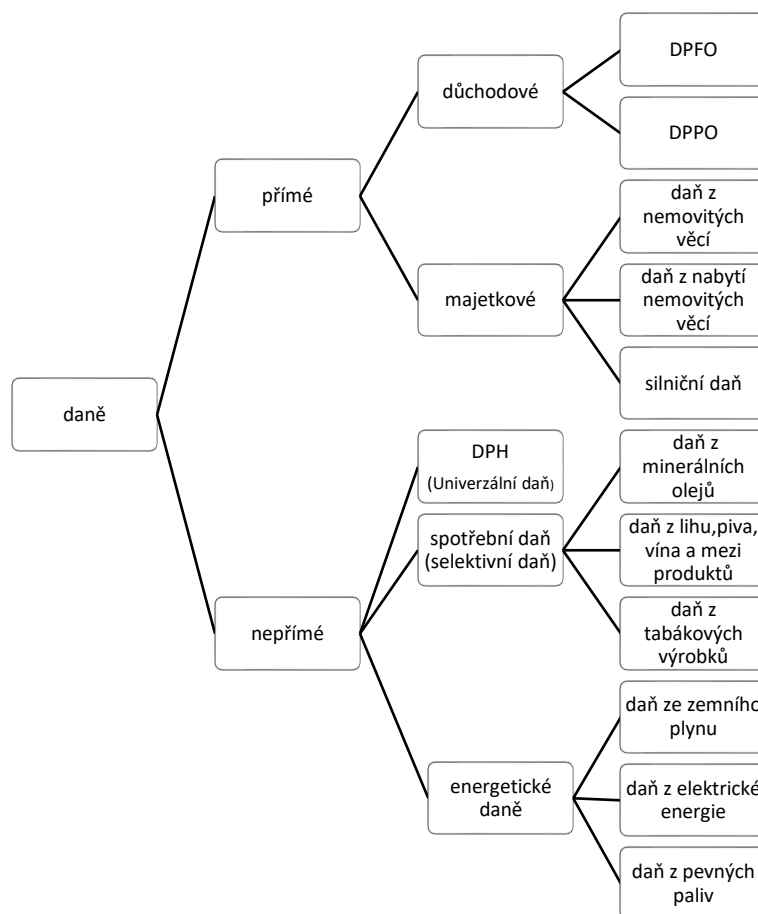 daně
přímé
důchodové
DPFO
DPPO
majetkové
daň z
nemovitých
věcí
daň z nabytí
nemovitých
věcí
silniční daň
nepřímé
DPH
(Univerzální daň)
spotřební daň
(selektivní daň)
daň z
minerálních
olejů
daň z lihu,piva,
vína a mezi
produktů
daň z
tabákových
výrobků
energetické
daně
daň ze zemního
plynu
daň z elektrické
energie
daň z pevných
paliv